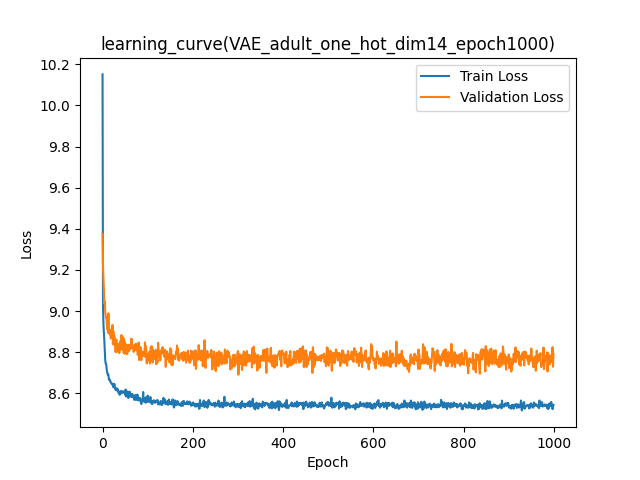 learning_curve(VAE_adult_one_hot_dim14_epoch1000)
Train Loss
Validation Loss
Loss
10.2
10.0
9.8
9.6
9.4
9.2
9.0
8.8
8.6
0 200 400 600 800 1000
Epoch